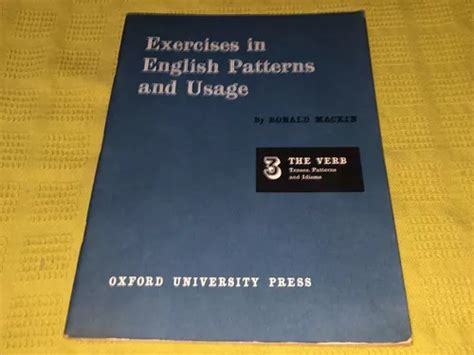 Exercises in
English Patterns
and Usage
By RONALD MACKIN
3 THE VERB
Tenses, Patterns
and Idioms
OXFORD UNIVERSITY PRESS